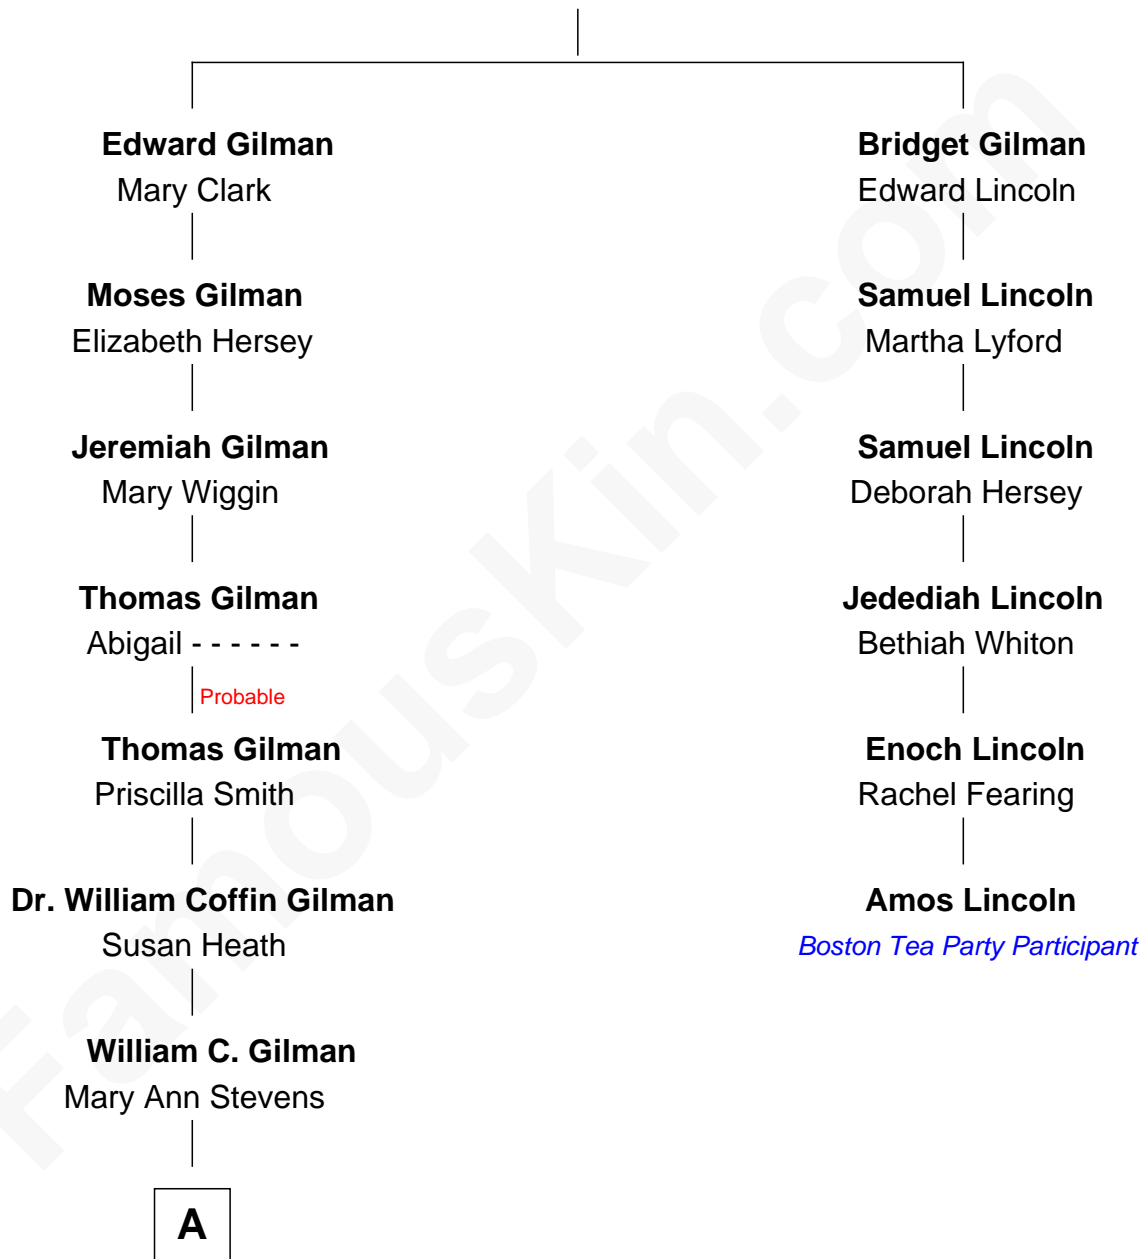 Edward Gilman
Mary Clark
Moses Gilman
Elizabeth Hersey
Jeremiah Gilman
Mary Wiggin
Thomas Gilman
Abigail - - - - - -
Probable
Thomas Gilman
Priscilla Smith
Dr. William Coffin Gilman
Susan Heath
William C. Gilman
Mary Ann Stevens
A
Bridget Gilman
Edward Lincoln
Samuel Lincoln
Martha Lyford
Samuel Lincoln
Deborah Hersey
Jedediah Lincoln
Bethiah Whiton
Enoch Lincoln
Rachel Fearing
Amos Lincoln
Boston Tea Party Participant
FamousKin.com